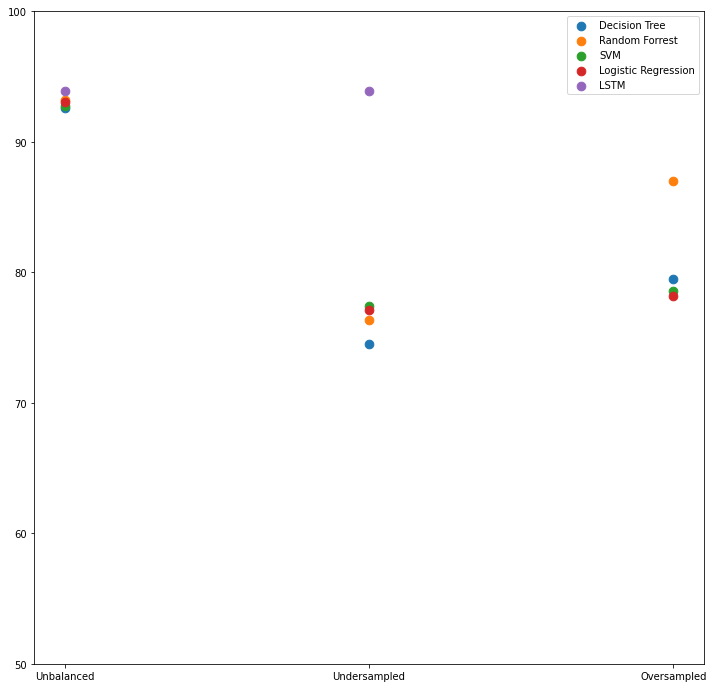 100
90
80
70
60
50
Decision Tree
Random Forrest
SVM
Logistic Regression
LSTM
Unbalanced
Undersampled
Oversampled